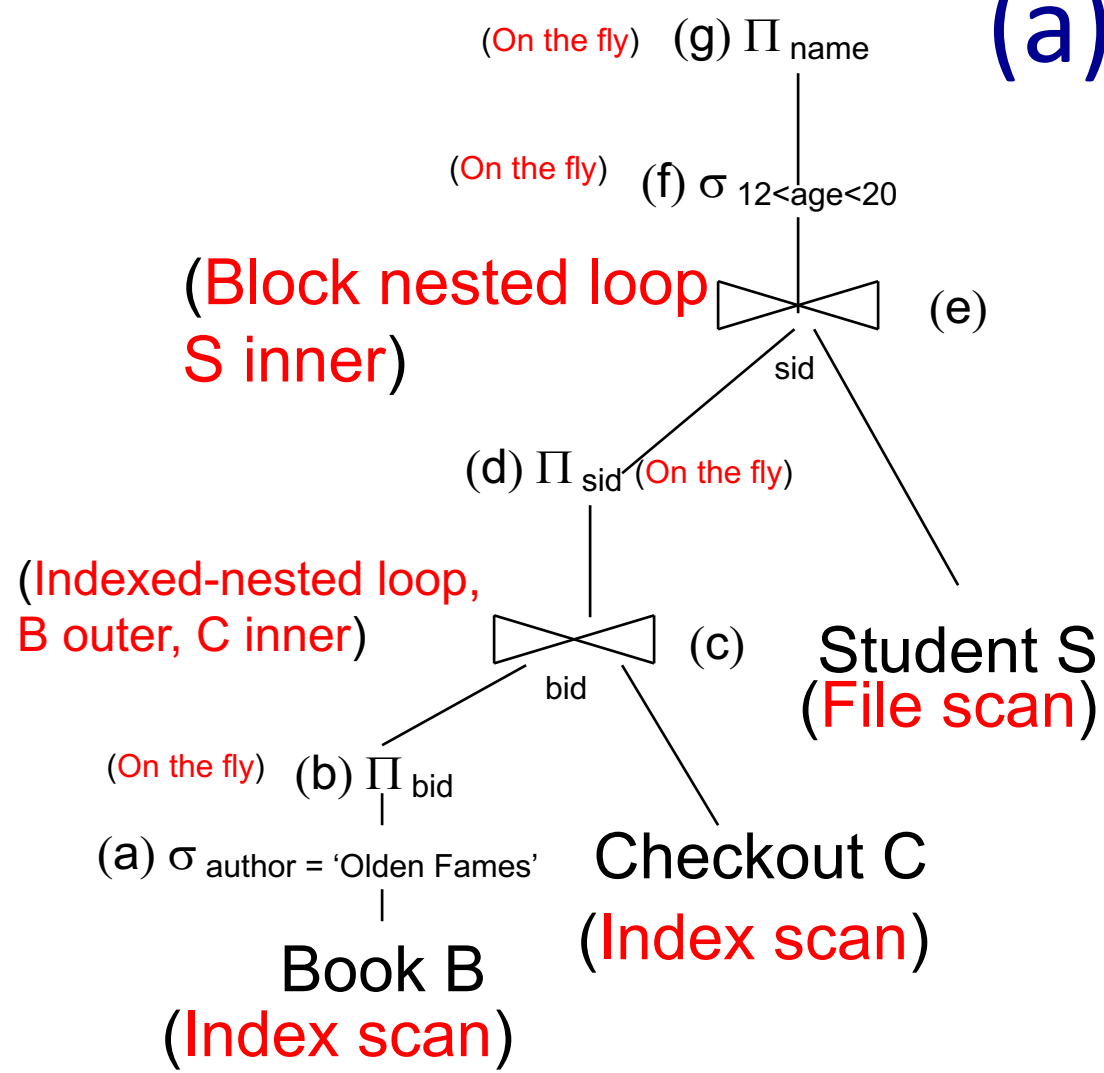 (a)
(On the fly) (g) Π name
(On the fly) (f) σ 12<age<20
(Block nested loop
S inner)
(e)
sid
(d) Π sid (On the fly)
(Indexed-nested loop,
B outer, C inner)
(c)
bid
Student S
(File scan)
(On the fly) (b) Π bid
(a) σ author = ‘Olden Fames’
Checkout C
(Index scan)
Book B
(Index scan)